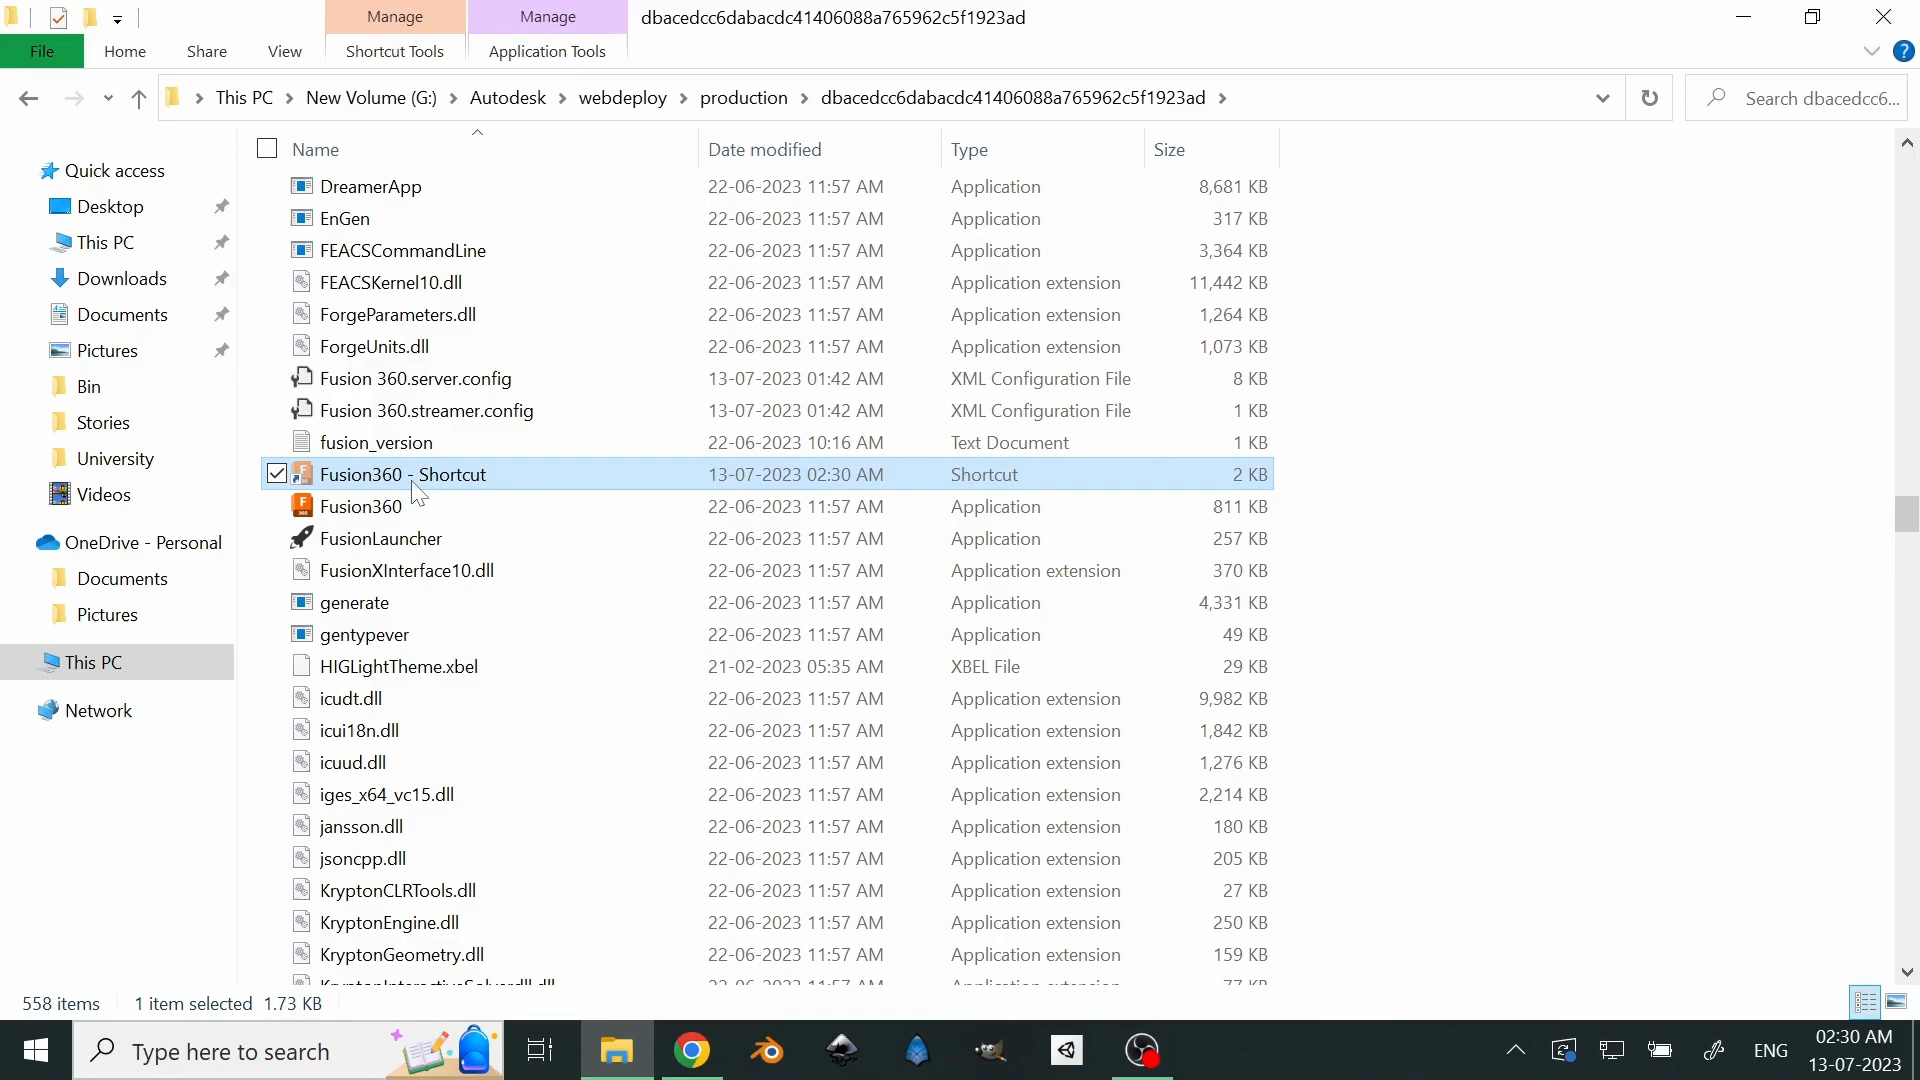 Manage
Manage
dbacedcc6dabacdc41406088a765962c5f1923ad
File
Home
Share
View
Shortcut Tools
Application Tools
This PC
New Volume (G:)
Autodesk
webdeploy
production
dbacedcc6dabacdc41406088a765962c5f1923ad
Search dbacedcc6...
Name
Date modified
Type
Size
Quick access
Desktop
This PC
Downloads
Documents
Pictures
Bin
Stories
University
Videos
OneDrive - Personal
Documents
Pictures
This PC
Network
DreamerApp 22-06-2023 11:57 AM Application 8,681 KB
EnGen 22-06-2023 11:57 AM Application 317 KB
FEACSCommandLine 22-06-2023 11:57 AM Application 3,364 KB
FEACSKernel10.dll 22-06-2023 11:57 AM Application extension 11,442 KB
ForgeParameters.dll 22-06-2023 11:57 AM Application extension 1,264 KB
ForgeUnits.dll 22-06-2023 11:57 AM Application extension 1,073 KB
Fusion 360.server.config 13-07-2023 01:42 AM XML Configuration File 8 KB
Fusion 360.streamer.config 13-07-2023 01:42 AM XML Configuration File 1 KB
fusion_version 22-06-2023 10:16 AM Text Document 1 KB
Fusion360 - Shortcut 13-07-2023 02:30 AM Shortcut 2 KB
Fusion360 22-06-2023 11:57 AM Application 811 KB
FusionLauncher 22-06-2023 11:57 AM Application 257 KB
FusionXInterface10.dll 22-06-2023 11:57 AM Application extension 370 KB
generate 22-06-2023 11:57 AM Application 4,331 KB
gentypever 22-06-2023 11:57 AM Application 49 KB
HIGLightTheme.xbel 21-02-2023 05:35 AM XBEL File 29 KB
icudt.dll 22-06-2023 11:57 AM Application extension 9,982 KB
icui18n.dll 22-06-2023 11:57 AM Application extension 1,842 KB
icuud.dll 22-06-2023 11:57 AM Application extension 1,276 KB
iges_x64_vc15.dll 22-06-2023 11:57 AM Application extension 2,214 KB
jansson.dll 22-06-2023 11:57 AM Application extension 180 KB
jsoncpp.dll 22-06-2023 11:57 AM Application extension 205 KB
KryptonCLRTools.dll 22-06-2023 11:57 AM Application extension 27 KB
KryptonEngine.dll 22-06-2023 11:57 AM Application extension 250 KB
KryptonGeometry.dll 22-06-2023 11:57 AM Application extension 159 KB
558 items
1 item selected 1.73 KB
Type here to search
ENG
02:30 AM
13-07-2023